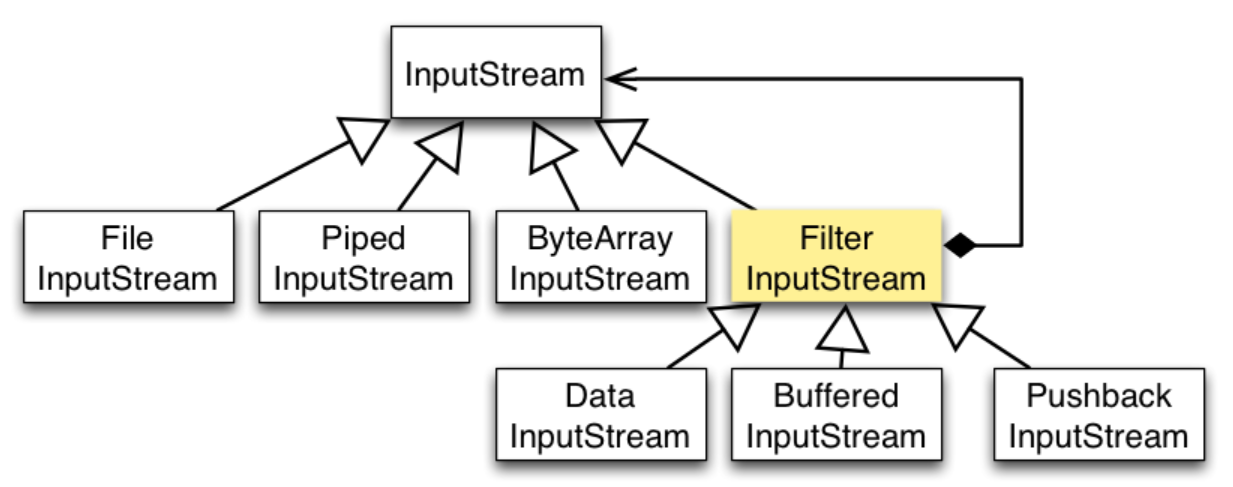 InputStream
File
InputStream
Piped
InputStream
ByteArray
InputStream
Filter
InputStream
Data
InputStream
Buffered
InputStream
Pushback
InputStream